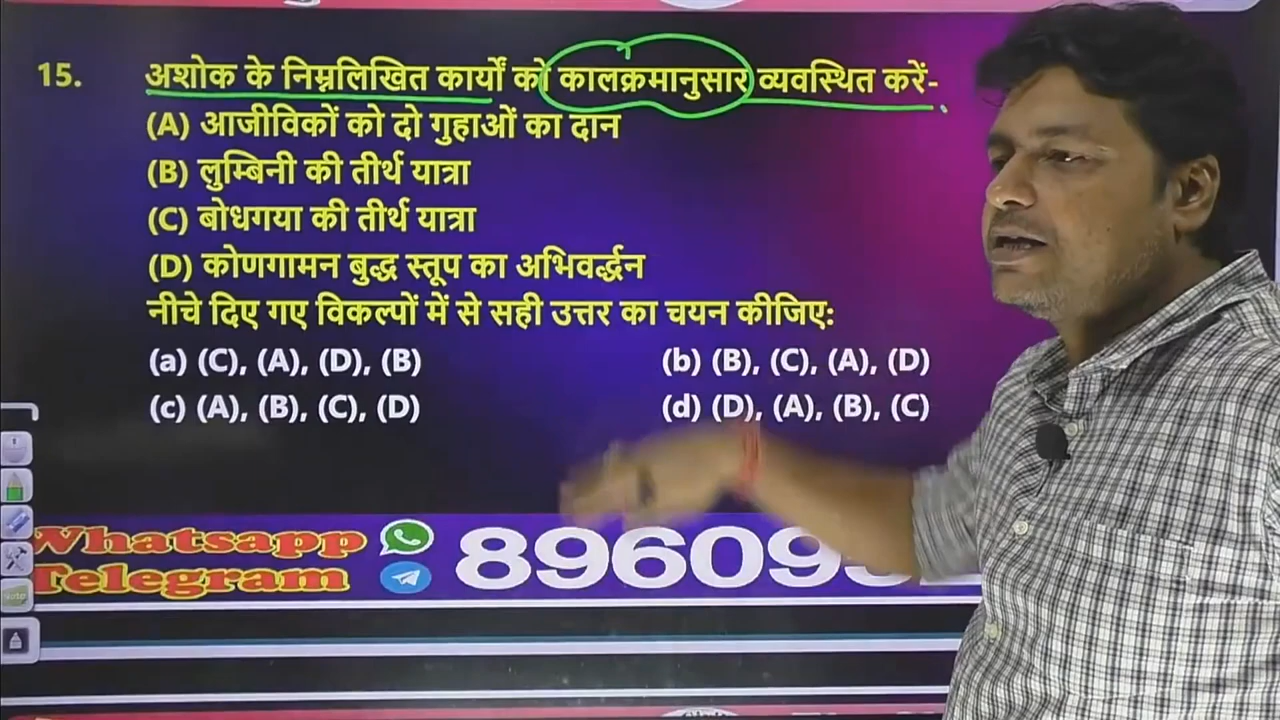 15. अशोक के निम्नलिखित कार्यों को कालक्रमानुसार व्यवस्थित करें-
(A) आजीविकों को दो गुहाओं का दान
(B) लुम्बिनी की तीर्थ यात्रा
(C) बोधगया की तीर्थ यात्रा
(D) कोणगामन बुद्ध स्तूप का अभिवर्द्धन
नीचे दिए गए विकल्पों में से सही उत्तर का चयन कीजिए:
(a) (C), (A), (D), (B) (b) (B), (C), (A), (D)
(c) (A), (B), (C), (D) (d) (D), (A), (B), (C)
Whatsapp 89609
Telegram